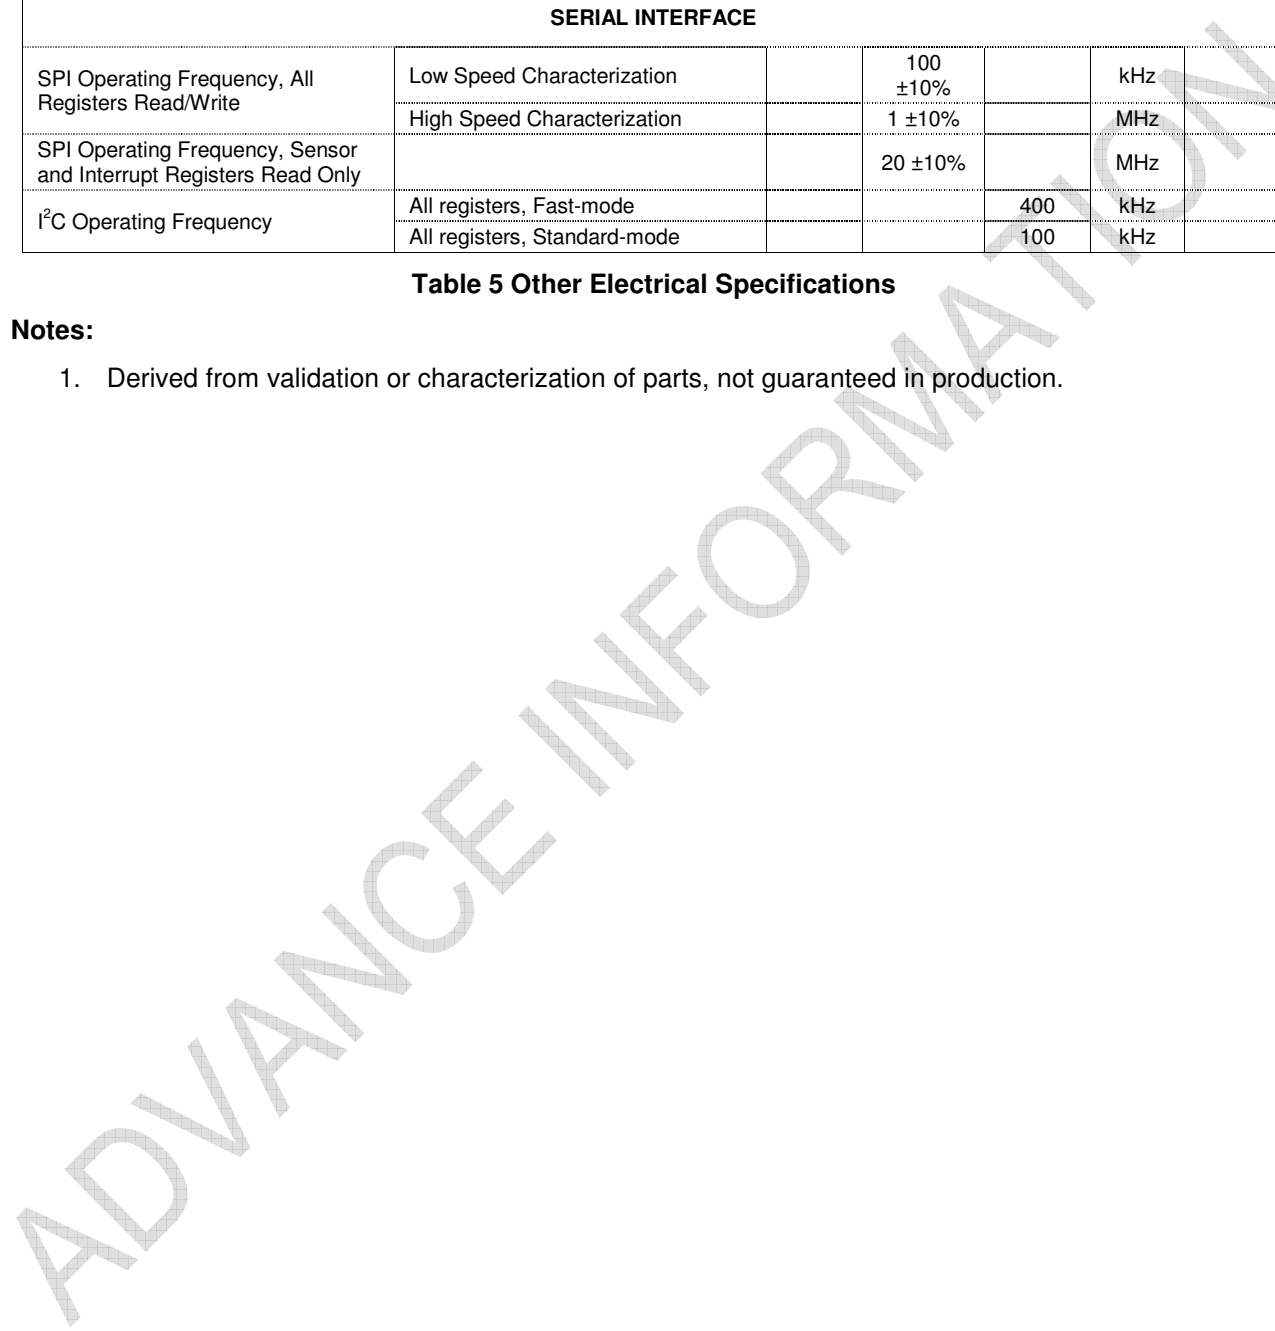 SERIAL INTERFACE
SPI Operating Frequency, All
Registers Read/Write
Low Speed Characterization
100
±10%
kHz
High Speed Characterization
1 ±10%
MHz
SPI Operating Frequency, Sensor
and Interrupt Registers Read Only
20 ±10%
MHz
I²C Operating Frequency
All registers, Fast-mode
400
kHz
All registers, Standard-mode
100
kHz
Table 5 Other Electrical Specifications
Notes:
1. Derived from validation or characterization of parts, not guaranteed in production.
ADVANCE INFORMATION